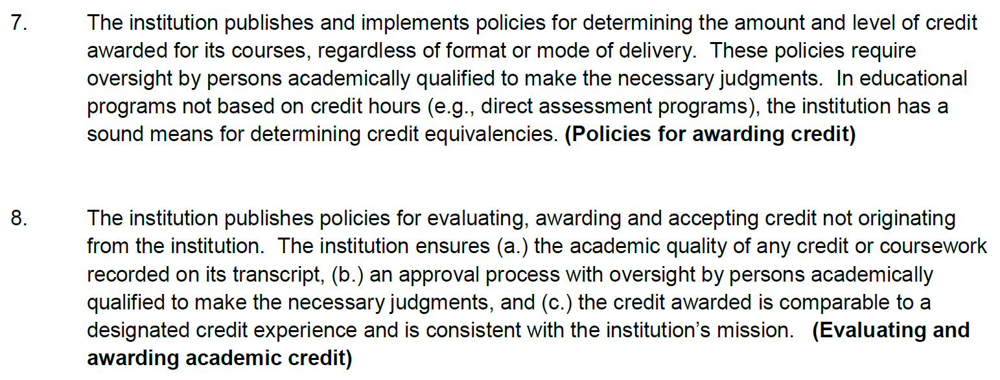 7. The institution publishes and implements policies for determining the amount and level of credit
awarded for its courses, regardless of format or mode of delivery.  These policies require
oversight by persons academically qualified to make the necessary judgments.  In educational
programs not based on credit hours (e.g., direct assessment programs), the institution has a
sound means for determining credit equivalencies. (Policies for awarding credit)
8. The institution publishes policies for evaluating, awarding and accepting credit not originating
from the institution.  The institution ensures (a.) the academic quality of any credit or coursework
recorded on its transcript, (b.) an approval process with oversight by persons academically
qualified to make the necessary judgments, and (c.) the credit awarded is comparable to a
designated credit experience and is consistent with the institution’s mission.   (Evaluating and
awarding academic credit)